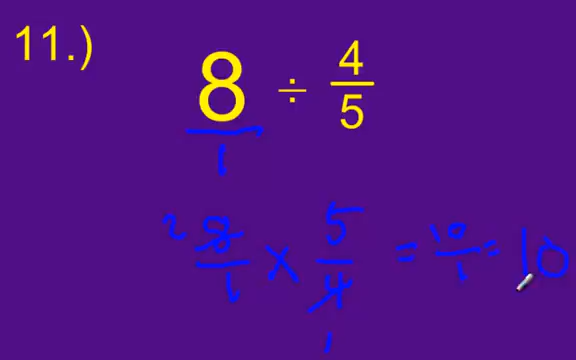 11.)
8 ÷ 4/5
1
2 8/1 × 5/4 = 10/1 = 10
1